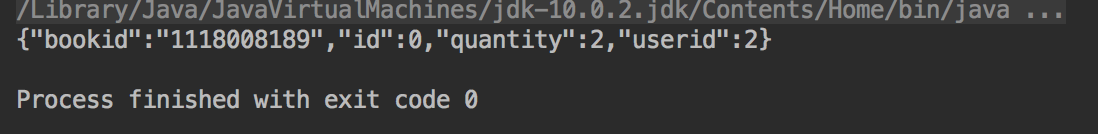 /Library/Java/JavaVirtualMachines/jdk-10.0.2.jdk/Contents/Home/bin/java ...
{"bookid":"1118008189","id":0,"quantity":2,"userid":2}
Process finished with exit code 0